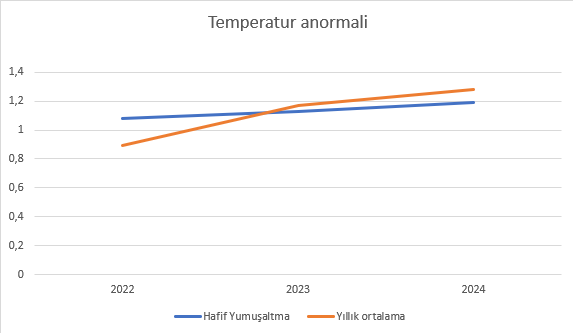 Temperatur anormali
1,4
1,2
1
0,8
0,6
0,4
0,2
0
2022 2023 2024
Hafif Yumuşaltma Yıllık ortalama